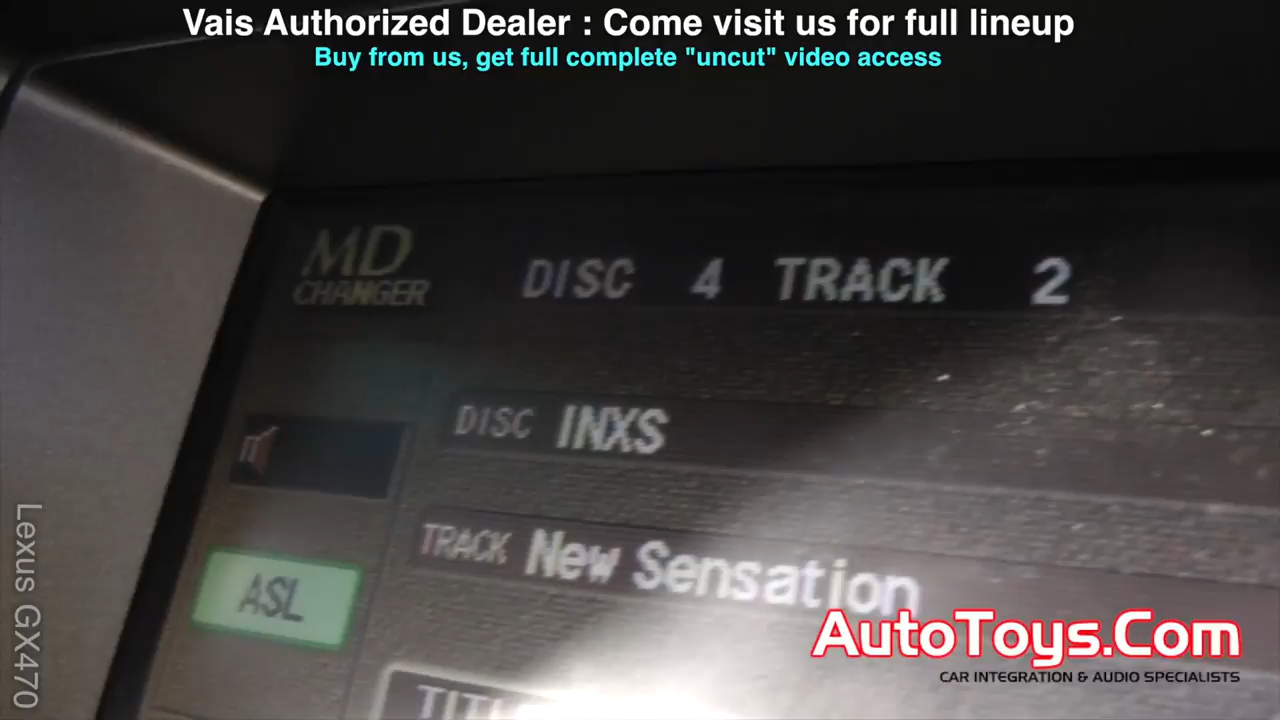 Vais Authorized Dealer : Come visit us for full lineup
Buy from us, get full complete "uncut" video access
MD
CHANGER
DISC 4 TRACK 2
DISC INXS
TRACK New Sensation
ASL
AutoToys.Com
CAR INTEGRATION & AUDIO SPECIALISTS
Lexus GX470